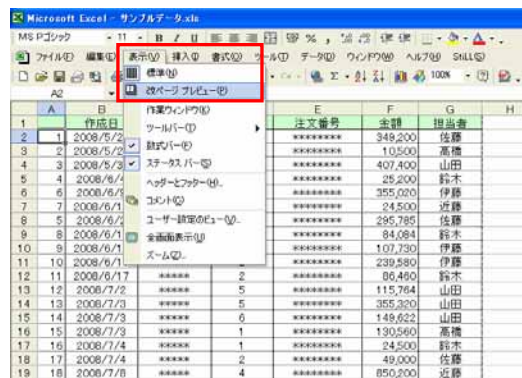 Microsoft Excel - サンプルデータ.xls
MS Pゴシック 11 B I U %
ファイル(F) 編集(E) 表示(V) 挿入(I) 書式(O) ツール(T) データ(D) ウィンドウ(W) ヘルプ(H) StiLL(S)
100%
A2
標準(N)
改ページ プレビュー(P)
作業ウィンドウ(K)
ツールバー(T)
数式バー(F)
ステータス バー(S)
ヘッダーとフッター(H)...
コメント(C)
ユーザー設定のビュー(V)...
全画面表示(U)
ズーム(Z)...
A B E F G H
1 作成日 注文番号 金額 担当者
2 1 2008/5/2 ******** 349,200 佐藤
3 2 2008/5/2 ******** 10,500 高橋
4 3 2008/5/3 ******** 407,400 山田
5 4 2008/6/ ******** 25,200 鈴木
6 6 2008/6/ ******** 355,020 伊藤
7 7 2008/6/1 ******** 24,500 近藤
8 5 2008/6/ ******** 295,785 佐藤
9 8 2008/6/1 ******** 84,084 鈴木
10 9 2008/6/1 ******** 107,730 伊藤
11 10 2008/6/1 ******** 239,580 伊藤
12 11 2008/6/17 ***** 2 ******** 86,460 鈴木
13 12 2008/7/2 ***** 5 ******** 115,764 山田
14 13 2008/7/3 ***** 5 ******** 355,320 山田
15 14 2008/7/3 ***** 6 ******** 149,622 山田
16 15 2008/7/3 ***** 1 ******** 130,560 高橋
17 16 2008/7/4 ***** 1 ******** 24,500 鈴木
18 17 2008/7/4 ***** 2 ******** 49,000 佐藤
19 18 2008/7/8 ***** 4 ******** 850,200 近藤